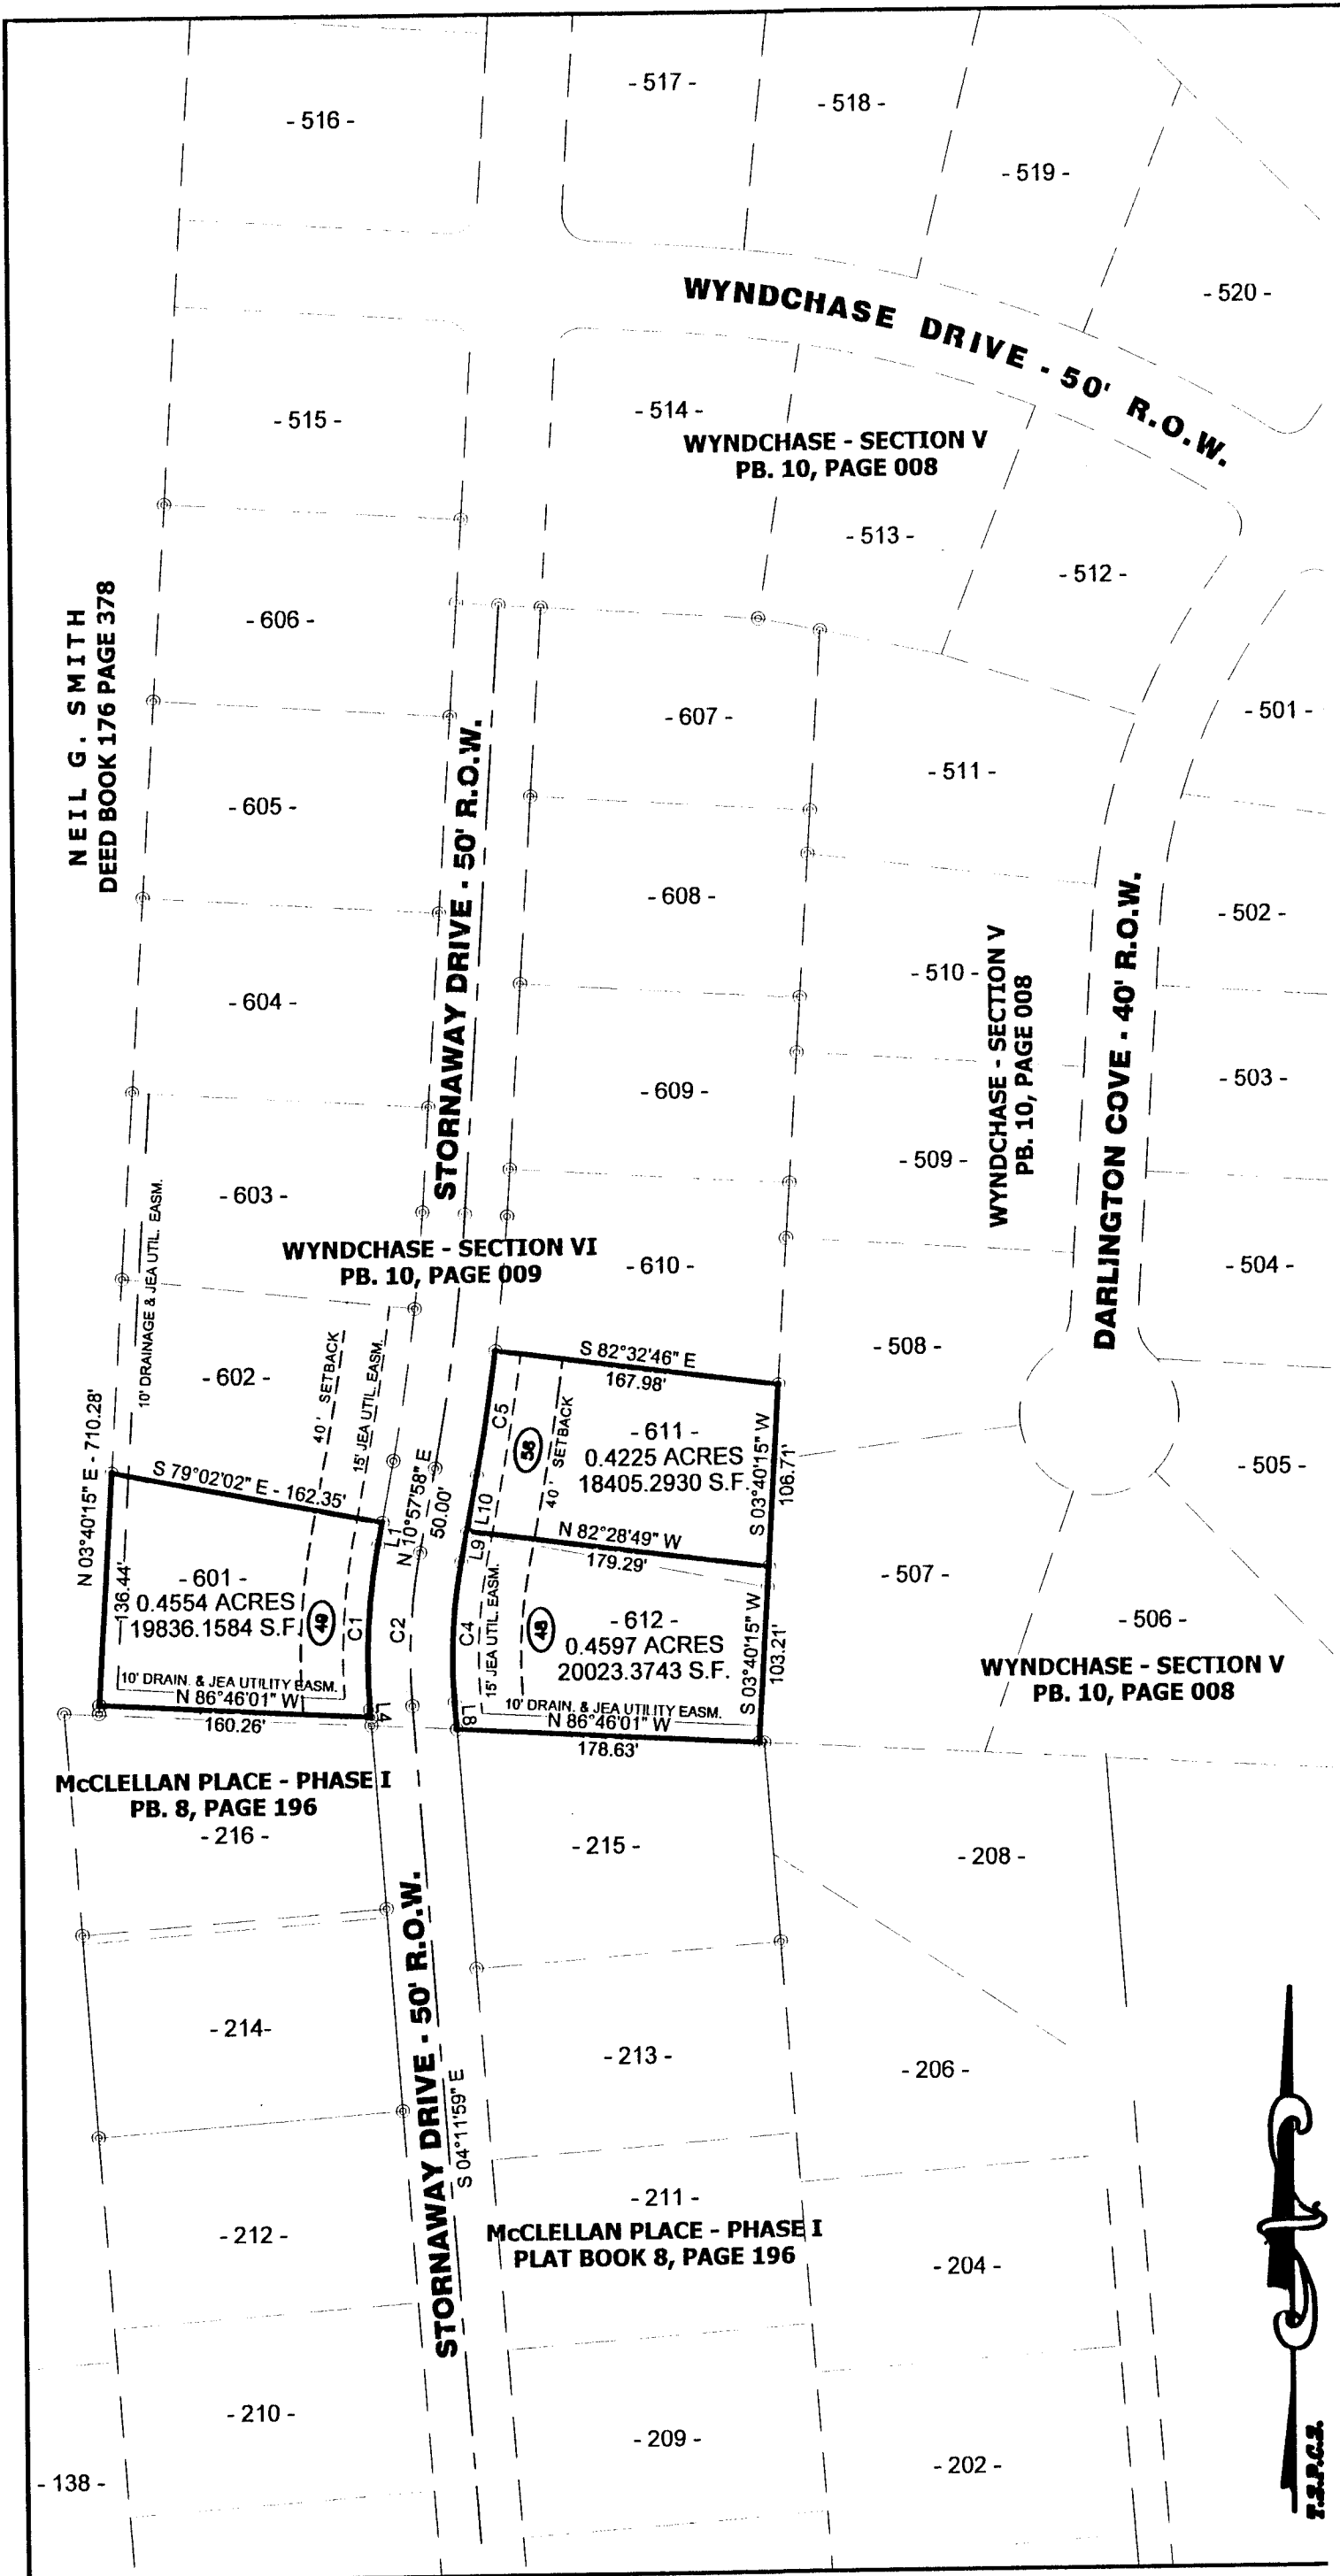 - 516 -
- 517 -
- 518 -
- 519 -
- 520 -
WYNDCHASE DRIVE - 50' R.O.W.
- 515 -
- 514 -
WYNDCHASE - SECTION V
PB. 10, PAGE 008
- 513 -
- 512 -
NEIL G. SMITH
DEED BOOK 176 PAGE 378
- 606 -
- 607 -
- 501 -
- 605 -
STORNAWAY DRIVE - 50' R.O.W.
- 511 -
- 608 -
- 502 -
- 604 -
- 510 -
WYNDCHASE - SECTION V
PB. 10, PAGE 008
DARLINGTON COVE - 40' R.O.W.
- 609 -
- 503 -
- 603 -
- 509 -
10' DRAINAGE & JEA UTIL. EASM.
WYNDCHASE - SECTION VI
PB. 10, PAGE 009
- 610 -
- 504 -
- 602 -
40' SETBACK
15' JEA UTIL. EASM.
- 508 -
S 82°32'46" E
167.98'
N 03°40'15" E - 710.28'
C5
58
40' SETBACK
- 611 -
0.4225 ACRES
18405.2930 S.F.
S 03°40'15" W
106.71'
- 505 -
S 79°02'02" E - 162.35'
L1
N 10°57'58" E
50.00'
L10
L9
N 82°28'49" W
179.29'
136.44'
- 601 -
0.4554 ACRES
19836.1584 S.F.
49
C1
C2
C4
15' JEA UTIL. EASM.
48
- 612 -
0.4597 ACRES
20023.3743 S.F.
S 03°40'15" W
103.21'
- 507 -
- 506 -
WYNDCHASE - SECTION V
PB. 10, PAGE 008
10' DRAIN. & JEA UTILITY EASM.
N 86°46'01" W
160.26'
L4
L8
10' DRAIN. & JEA UTILITY EASM.
N 86°46'01" W
178.63'
McCLELLAN PLACE - PHASE I
PB. 8, PAGE 196
- 216 -
- 215 -
- 208 -
STORNAWAY DRIVE - 50' R.O.W.
S 04°11'59" E
- 214-
- 213 -
- 206 -
- 212 -
- 211 -
McCLELLAN PLACE - PHASE I
PLAT BOOK 8, PAGE 196
- 204 -
- 210 -
- 209 -
- 202 -
- 138 -
T.S.P.C.S.